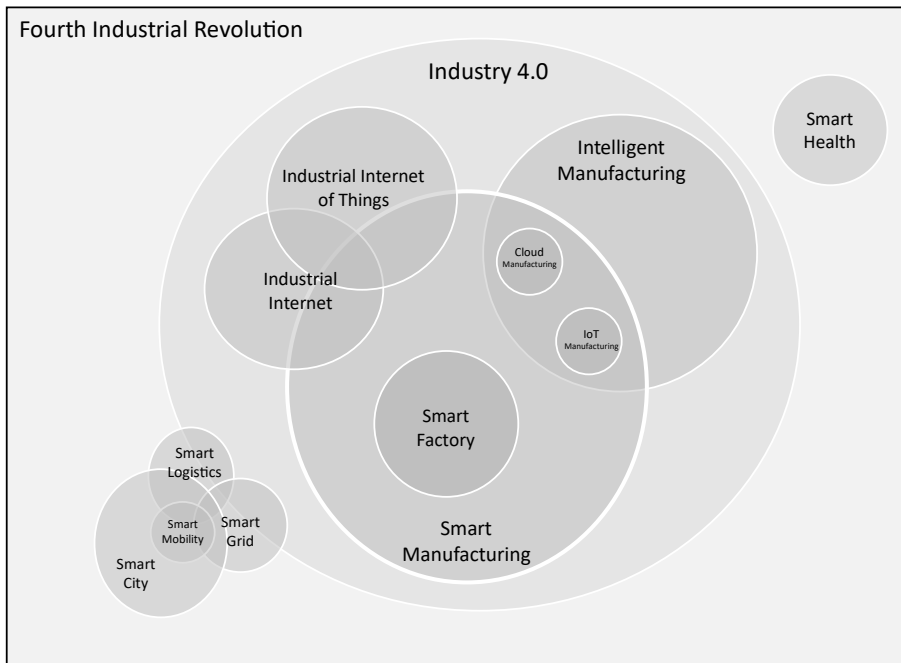 Fourth Industrial Revolution
Industry 4.0
Smart
Health
Intelligent
Manufacturing
Industrial Internet
of Things
Cloud
Manufacturing
Industrial
Internet
IoT
Manufacturing
Smart
Factory
Smart
Logistics
Smart
Mobility
Smart
Grid
Smart
Manufacturing
Smart
City